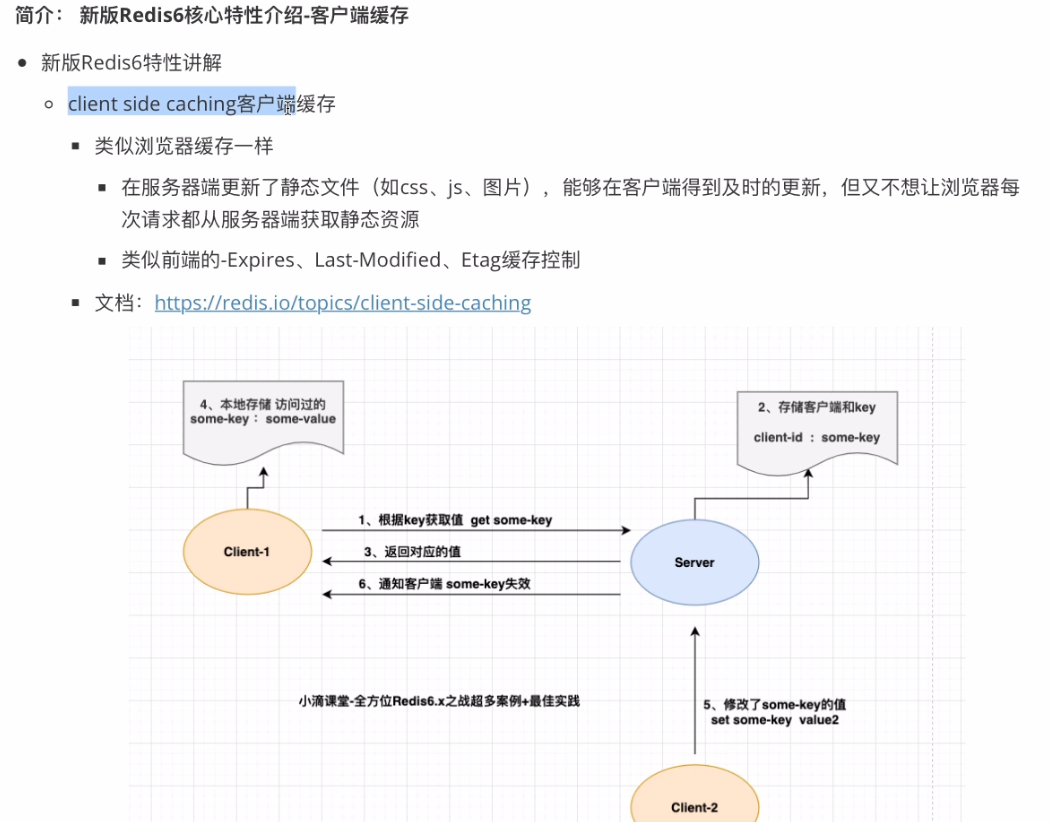 简介： 新版Redis6核心特性介绍-客户端缓存
新版Redis6特性讲解
client side caching客户端缓存
类似浏览器缓存一样
在服务器端更新了静态文件（如css、js、图片），能够在客户端得到及时的更新，但又不想让浏览器每
次请求都从服务器端获取静态资源
类似前端的-Expires、Last-Modified、Etag缓存控制
文档：https://redis.io/topics/client-side-caching
4、本地存储 访问过的
some-key： some-value
2、存储客户端和key
client-id ：some-key
1、根据key获取值 get some-key
Client-1
3、返回对应的值
Server
6、通知客户端 some-key失效
小滴课堂-全方位Redis6.x之战超多案例+最佳实践
5、修改了some-key的值
set some-key value2
Client-2